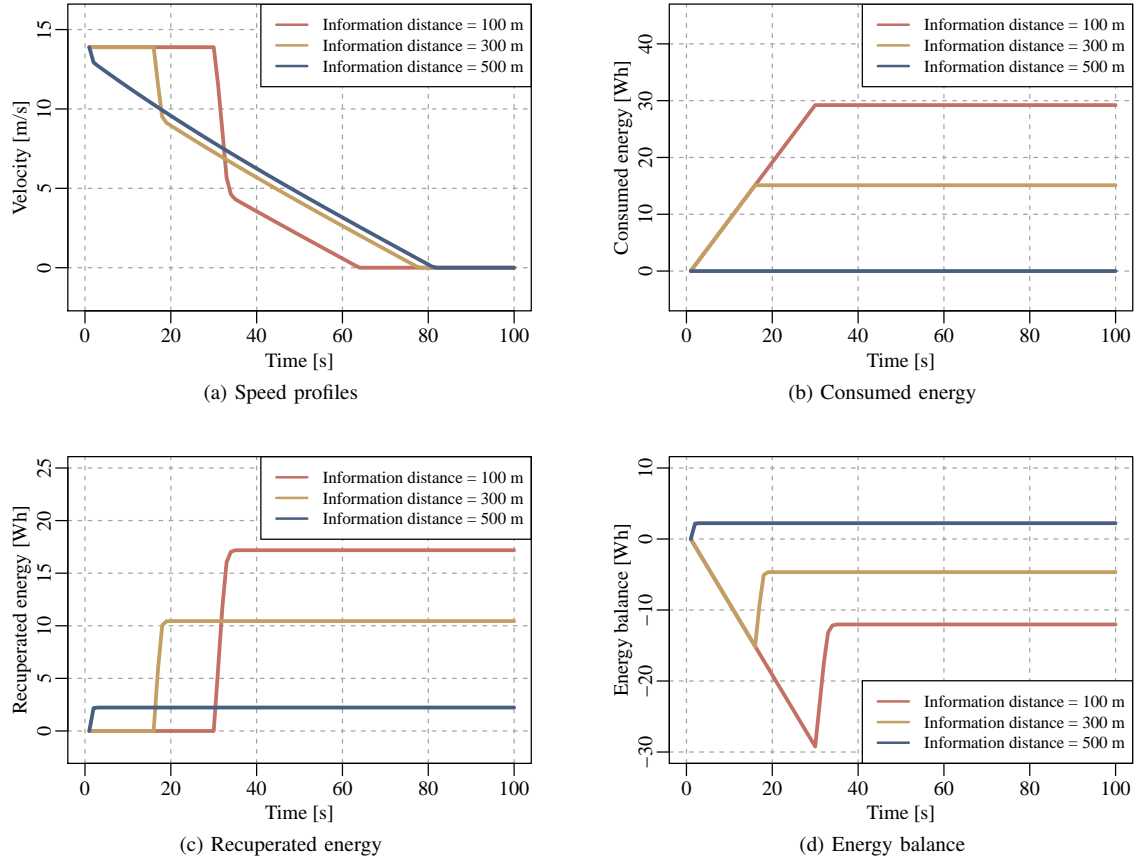 Information distance = 100 m
Information distance = 300 m
Information distance = 500 m
Velocity [m/s]
15
10
5
0
0 20 40 60 80 100
Time [s]
(a) Speed profiles
Information distance = 100 m
Information distance = 300 m
Information distance = 500 m
Consumed energy [Wh]
40
30
20
10
0
0 20 40 60 80 100
Time [s]
(b) Consumed energy
Information distance = 100 m
Information distance = 300 m
Information distance = 500 m
Recuperated energy [Wh]
25
20
15
10
5
0
0 20 40 60 80 100
Time [s]
(c) Recuperated energy
Energy balance [Wh]
10
0
−10
−20
−30
Information distance = 100 m
Information distance = 300 m
Information distance = 500 m
0 20 40 60 80 100
Time [s]
(d) Energy balance